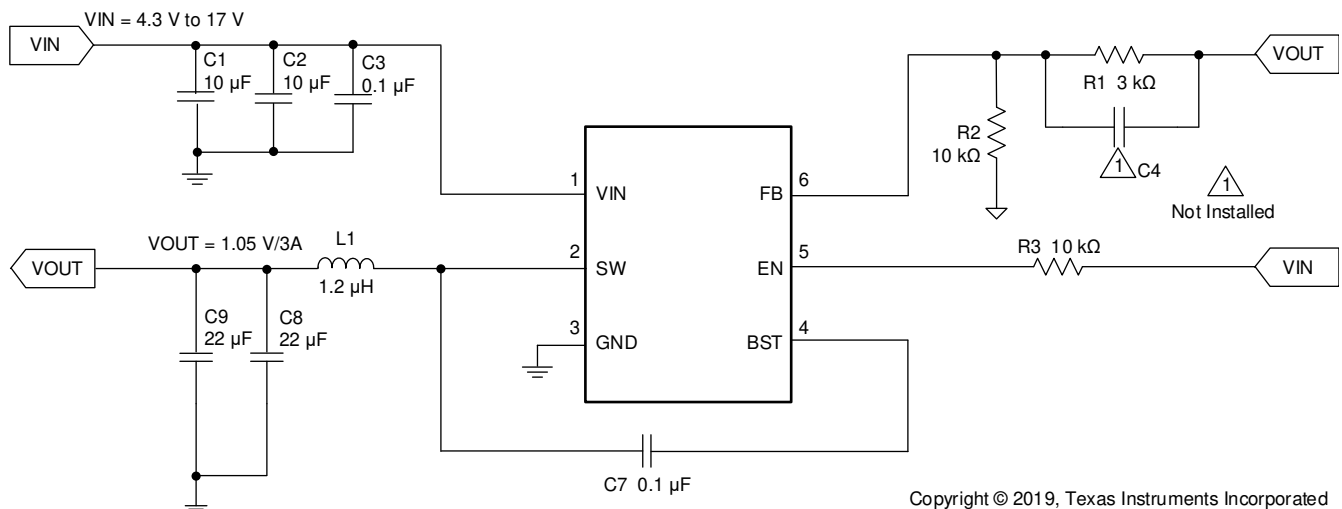 VIN = 4.3 V to 17 V
VIN
C1
10 µF
C2
10 µF
C3
0.1 µF
VOUT
R1 3 kΩ
R2
10 kΩ
1
C4
1
Not Installed
1
VIN
FB
6
VOUT = 1.05 V/3A
L1
VOUT
1.2 µH
2
SW
EN
5
R3 10 kΩ
VIN
C9
22 µF
C8
22 µF
3
GND
BST
4
C7 0.1 µF
Copyright © 2019, Texas Instruments Incorporated